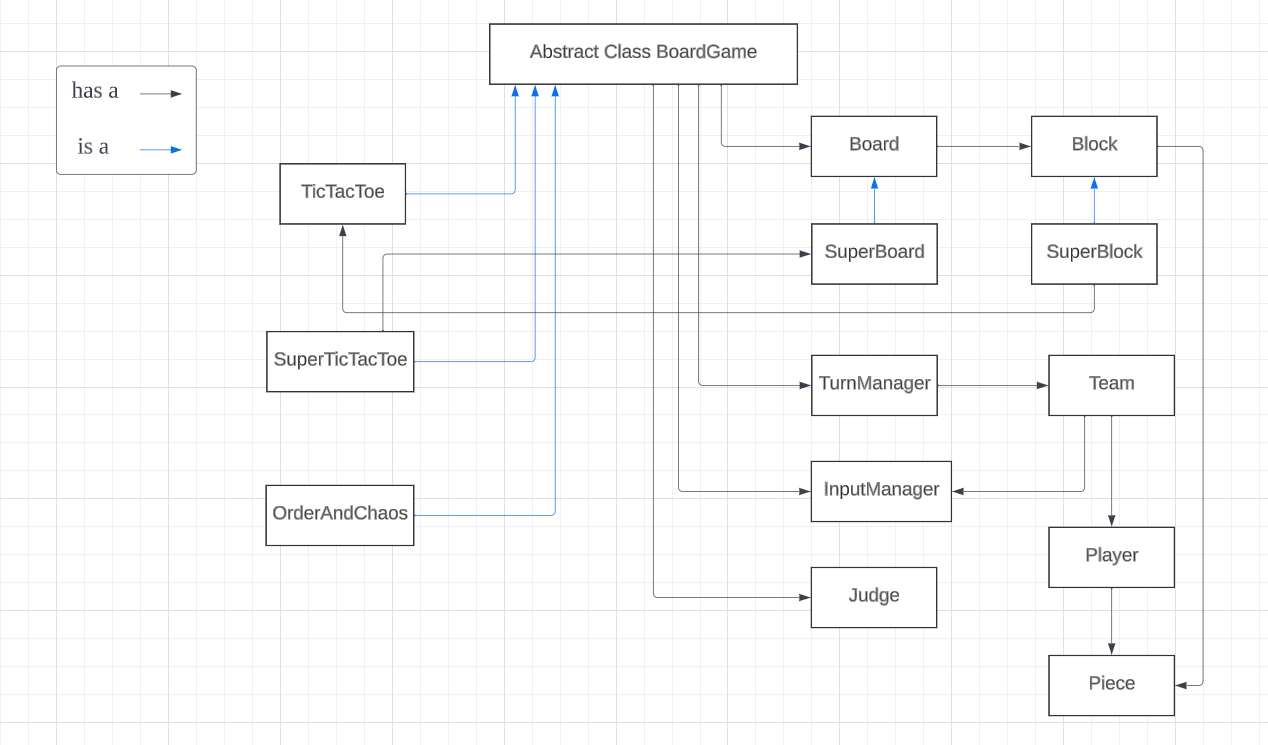 Abstract Class BoardGame
has a
is a
Board
Block
TicTacToe
SuperBoard
SuperBlock
SuperTicTacToe
TurnManager
Team
InputManager
OrderAndChaos
Player
Judge
Piece